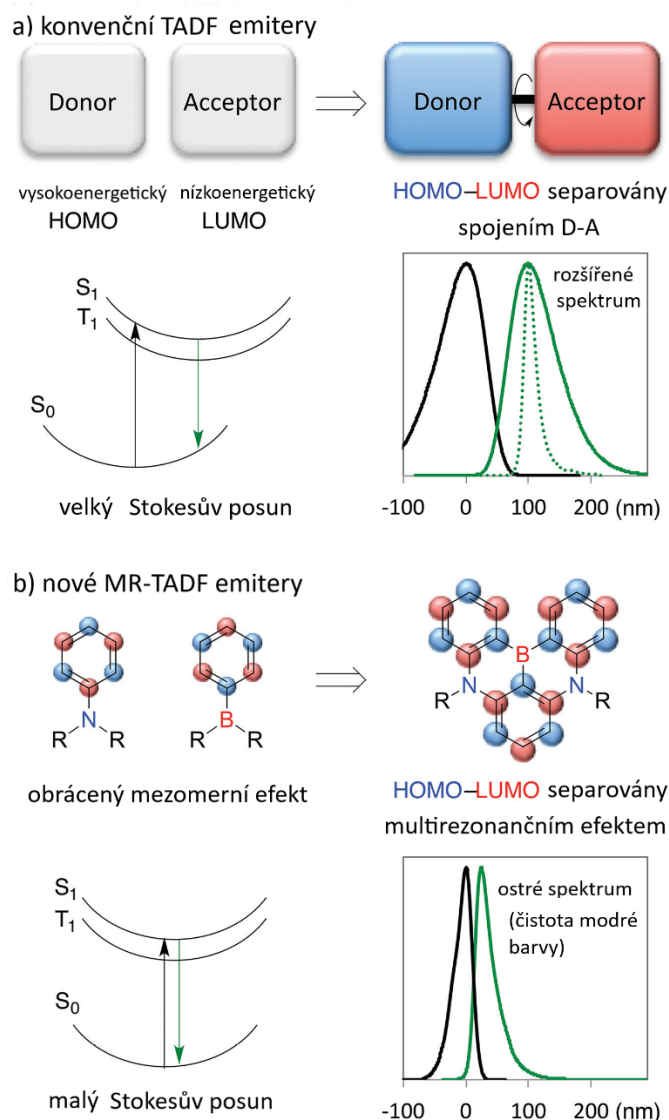 a) konvenční TADF emitery
Donor
Acceptor
Donor
Acceptor
vysokoenergetický
HOMO
nízkoenergetický
LUMO
HOMO–LUMO separovány
spojením D-A
S1
T1
S0
velký Stokesův posun
rozšířené
spektrum
-100 0 100 200 (nm)
b) nové MR-TADF emitery
N
R R
B
R R
B
N N
R R
obrácený mezomerní efekt
HOMO–LUMO separovány
multirezonančním efektem
S1
T1
S0
malý Stokesův posun
ostré spektrum
(čistota modré
barvy)
-100 0 100 200 (nm)